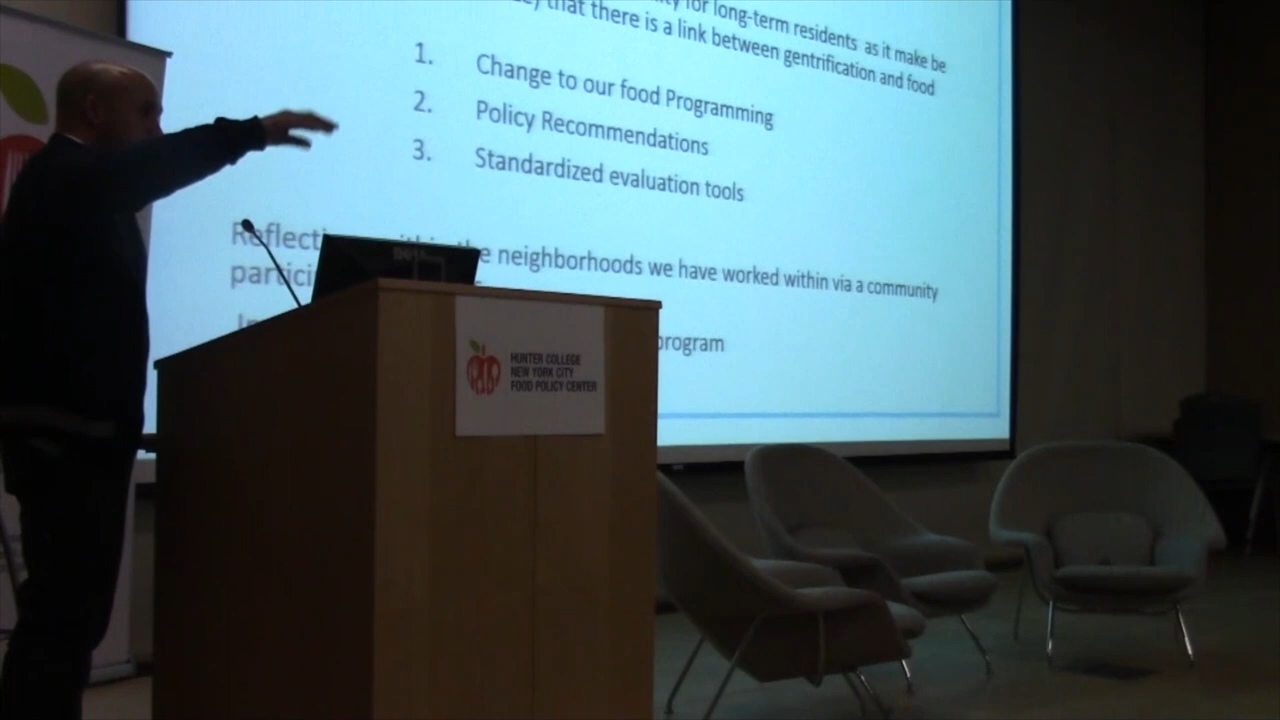 for long-term residents as it make be
that there is a link between gentrification and food
1. Change to our food Programming
2. Policy Recommendations
3. Standardized evaluation tools
neighborhoods we have worked within via a community
program
HUNTER COLLEGE
NEW YORK CITY
FOOD POLICY CENTER